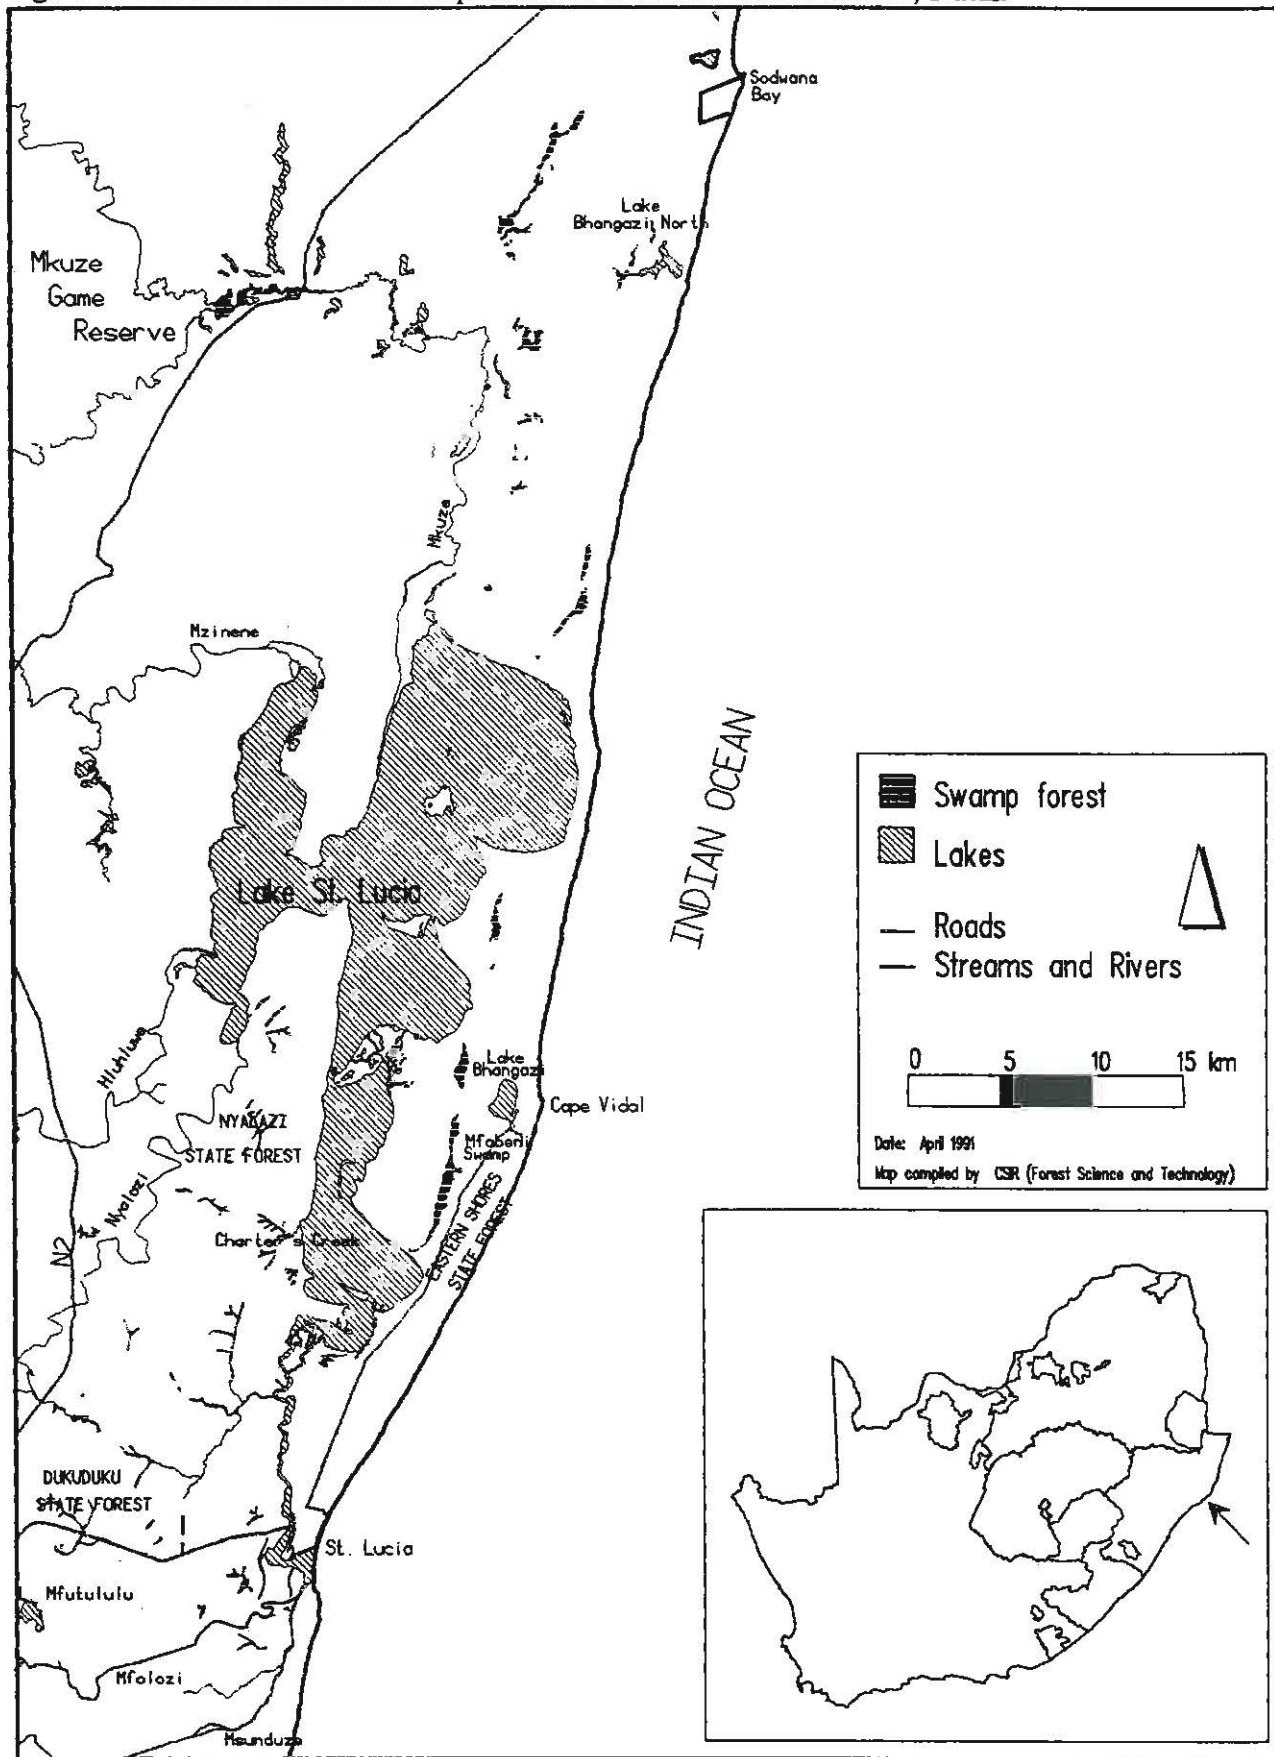 Sodwana
Bay
Lake
Bhangazi North
Mkuze
Game
Reserve
Mkuze
Mzinene
INDIAN OCEAN
Swamp forest
Lakes
Roads
Streams and Rivers
0 5 10 15 km
Date: April 1991
Map compiled by CSIR (Forest Science and Technology)
Lake St. Lucia
Hluhluwe
Lake
Bhangazi
Cape Vidal
NYALAZI
STATE FOREST
Mfabeni
Swamp
Nyalazi
EASTERN SHORES
STATE FOREST
N2
Charter's Creek
DUKUDUKU
STATE FOREST
St. Lucia
Mfutululu
Mfolozi
Msunduze